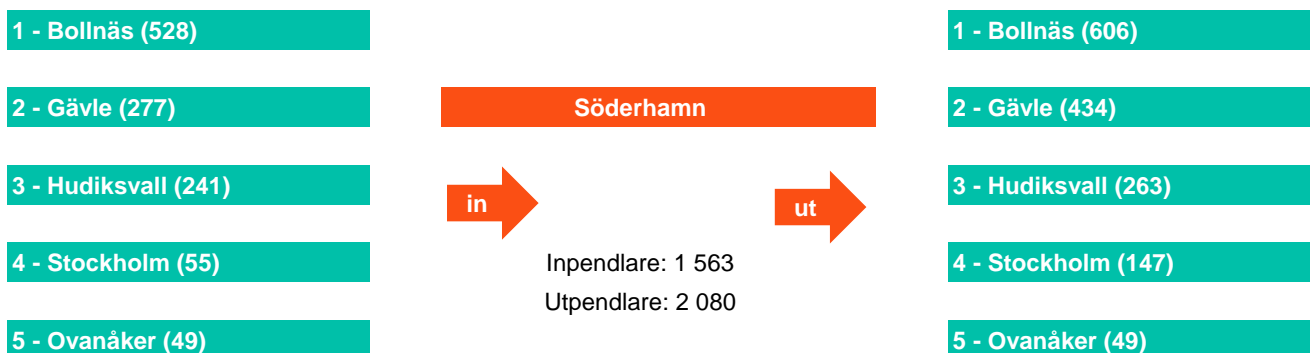 1 - Bollnäs (528)
2 - Gävle (277)
3 - Hudiksvall (241)
4 - Stockholm (55)
5 - Ovanåker (49)
Söderhamn
in
ut
Inpendlare: 1 563
Utpendlare: 2 080
1 - Bollnäs (606)
2 - Gävle (434)
3 - Hudiksvall (263)
4 - Stockholm (147)
5 - Ovanåker (49)